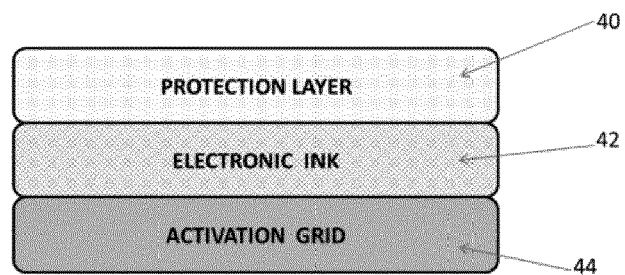 40
PROTECTION LAYER
42
ELECTRONIC INK
ACTIVATION GRID
44